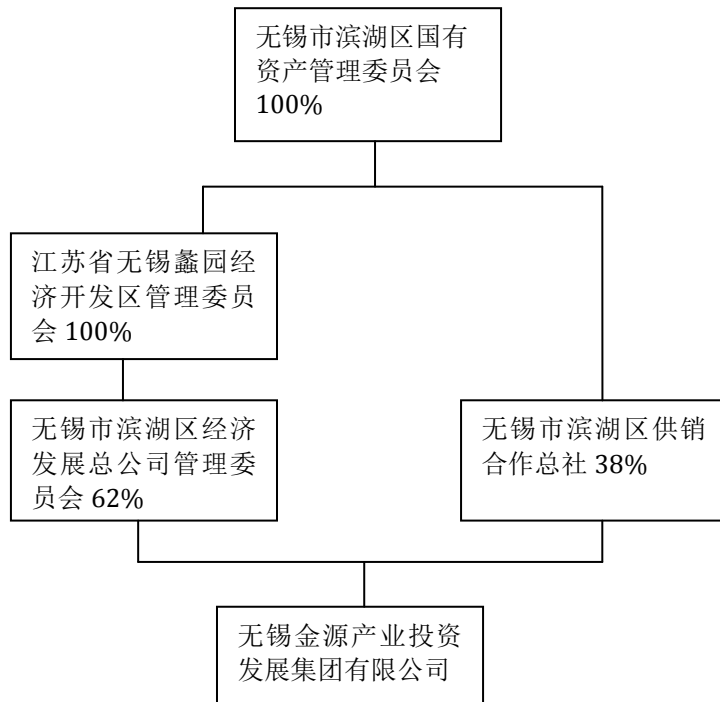 无锡市滨湖区国有
资产管理委员会
100%
江苏省无锡蠡园经
济开发区管理委员
会 100%
无锡市滨湖区经济
发展总公司管理委
员会 62%
无锡市滨湖区供销
合作总社 38%
无锡金源产业投资
发展集团有限公司